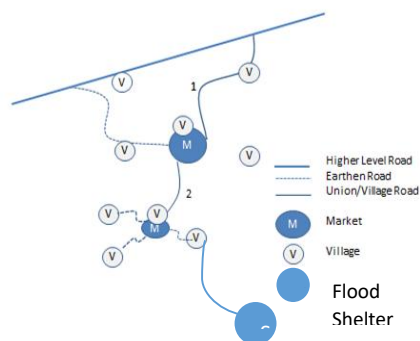 V
1
V
V
M
V
V
2
V
V
M
V
V
Higher Level Road
Earthen Road
Union/Village Road
M
Market
V
Village
Flood
Shelter